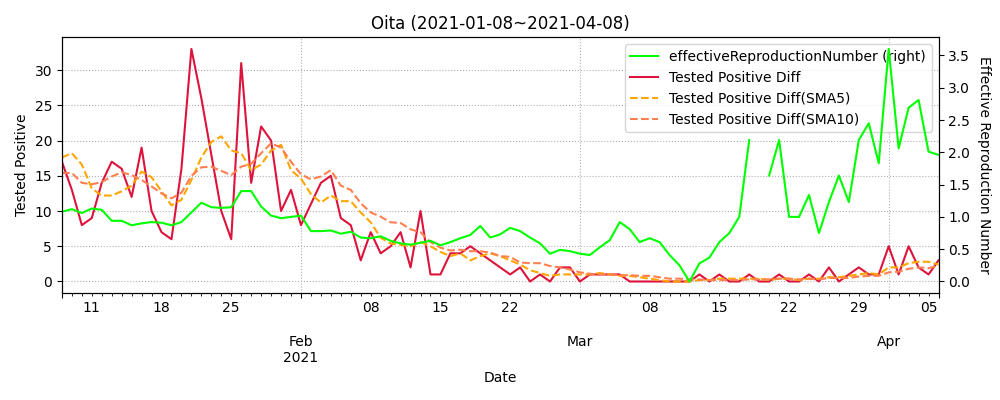 Oita (2021-01-08~2021-04-08)
effectiveReproductionNumber (right)
Tested Positive Diff
Tested Positive Diff(SMA5)
Tested Positive Diff(SMA10)
Tested Positive
30
25
20
15
10
5
0
3.5
3.0
2.5
2.0
1.5
1.0
0.5
0.0
Effective Reproduction Number
11 18 25 08 15 22 08 15 22 29 05
Feb Mar Apr
2021
Date